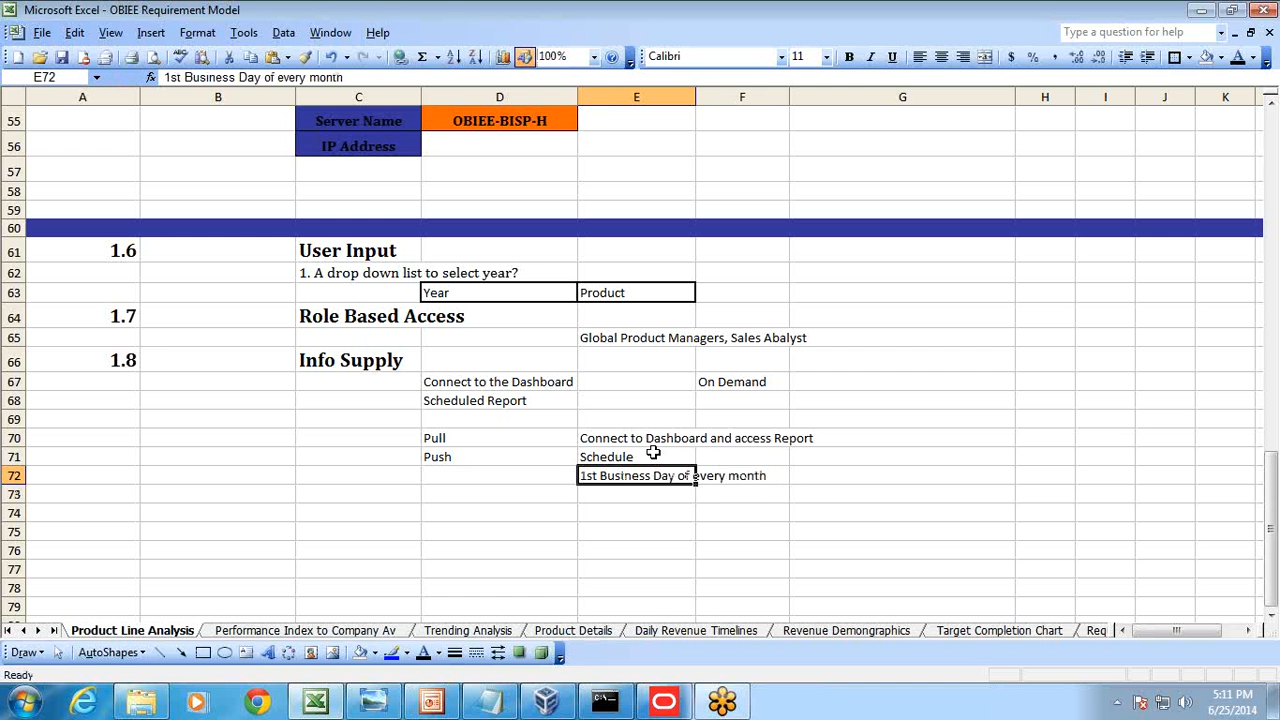 Microsoft Excel - OBIEE Requirement Model
File Edit View Insert Format Tools Data Window Help
Type a question for help
100%
Calibri
11
E72
1st Business Day of every month
A B C D E F G H I J K
55 Server Name OBIEE-BISP-H
56 IP Address
57
58
59
60
61 1.6 User Input
62 1. A drop down list to select year?
63 Year Product
64 1.7 Role Based Access
65 Global Product Managers, Sales Abalyst
66 1.8 Info Supply
67 Connect to the Dashboard On Demand
68 Scheduled Report
69
70 Pull Connect to Dashboard and access Report
71 Push Schedule
72 1st Business Day of every month
73
74
75
76
77
78
79
Product Line Analysis Performance Index to Company Av Trending Analysis Product Details Daily Revenue Timelines Revenue Demographics Target Completion Chart Req
Draw AutoShapes
Ready
5:11 PM
6/25/2014